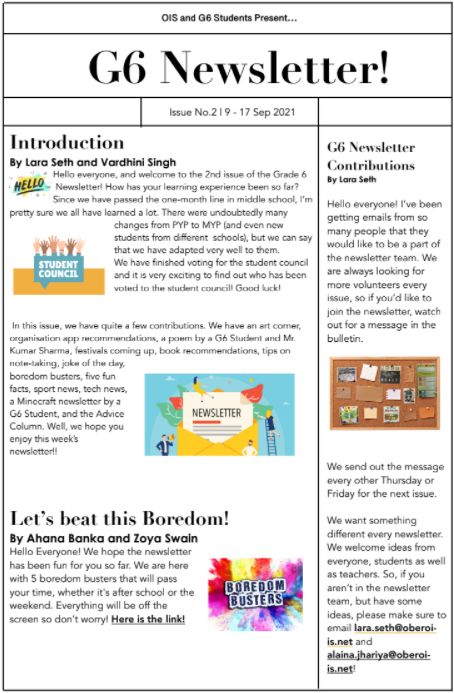 OIS and G6 Students Present...
G6 Newsletter!
Issue No.2 | 9 - 17 Sep 2021
Introduction
By Lara Seth and Vardhini Singh
HELLO
Hello everyone, and welcome to the 2nd issue of the Grade 6
Newsletter! How has your learning experience been so far?
Since we have passed the one-month line in middle school, I'm
pretty sure we all have learned a lot. There were undoubtedly many
changes from PYP to MYP (and even new
students from different schools), but we can say
that we have adapted very well to them.
We have finished voting for the student council
and it is very exciting to find out who has been
voted to the student council! Good luck!
STUDENT
COUNCIL
In this issue, we have quite a few contributions. We have an art corner,
organisation app recommendations, a poem by a G6 Student and Mr.
Kumar Sharma, festivals coming up, book recommendations, tips on
note-taking, joke of the day,
boredom busters, five fun
facts, sport news, tech news,
a Minecraft newsletter by a
G6 Student, and the Advice
Column. Well, we hope you
enjoy this week's
newsletter!!
NEWSLETTER
Let's beat this Boredom!
By Ahana Banka and Zoya Swain
Hello Everyone! We hope the newsletter
has been fun for you so far. We are here
with 5 boredom busters that will pass
your time, whether it's after school or the
weekend. Everything will be off the
screen so don't worry! Here is the link!
BOREDOM
BUSTERS
G6 Newsletter
Contributions
By Lara Seth
Hello everyone! I've been
getting emails from so
many people that they
would like to be a part of
the newsletter team. We
are always looking for
more volunteers every
issue, so if you'd like to
join the newsletter, watch
out for a message in the
bulletin.
We send out the message
every other Thursday or
Friday for the next issue.
We want something
different every newsletter.
We welcome ideas from
everyone, students as well
as teachers. So, if you
aren't in the newsletter
team, but have some
ideas, please make sure to
email lara.seth@oberoi-
is.net and
alaina.jhariya@oberoi-
is.net!